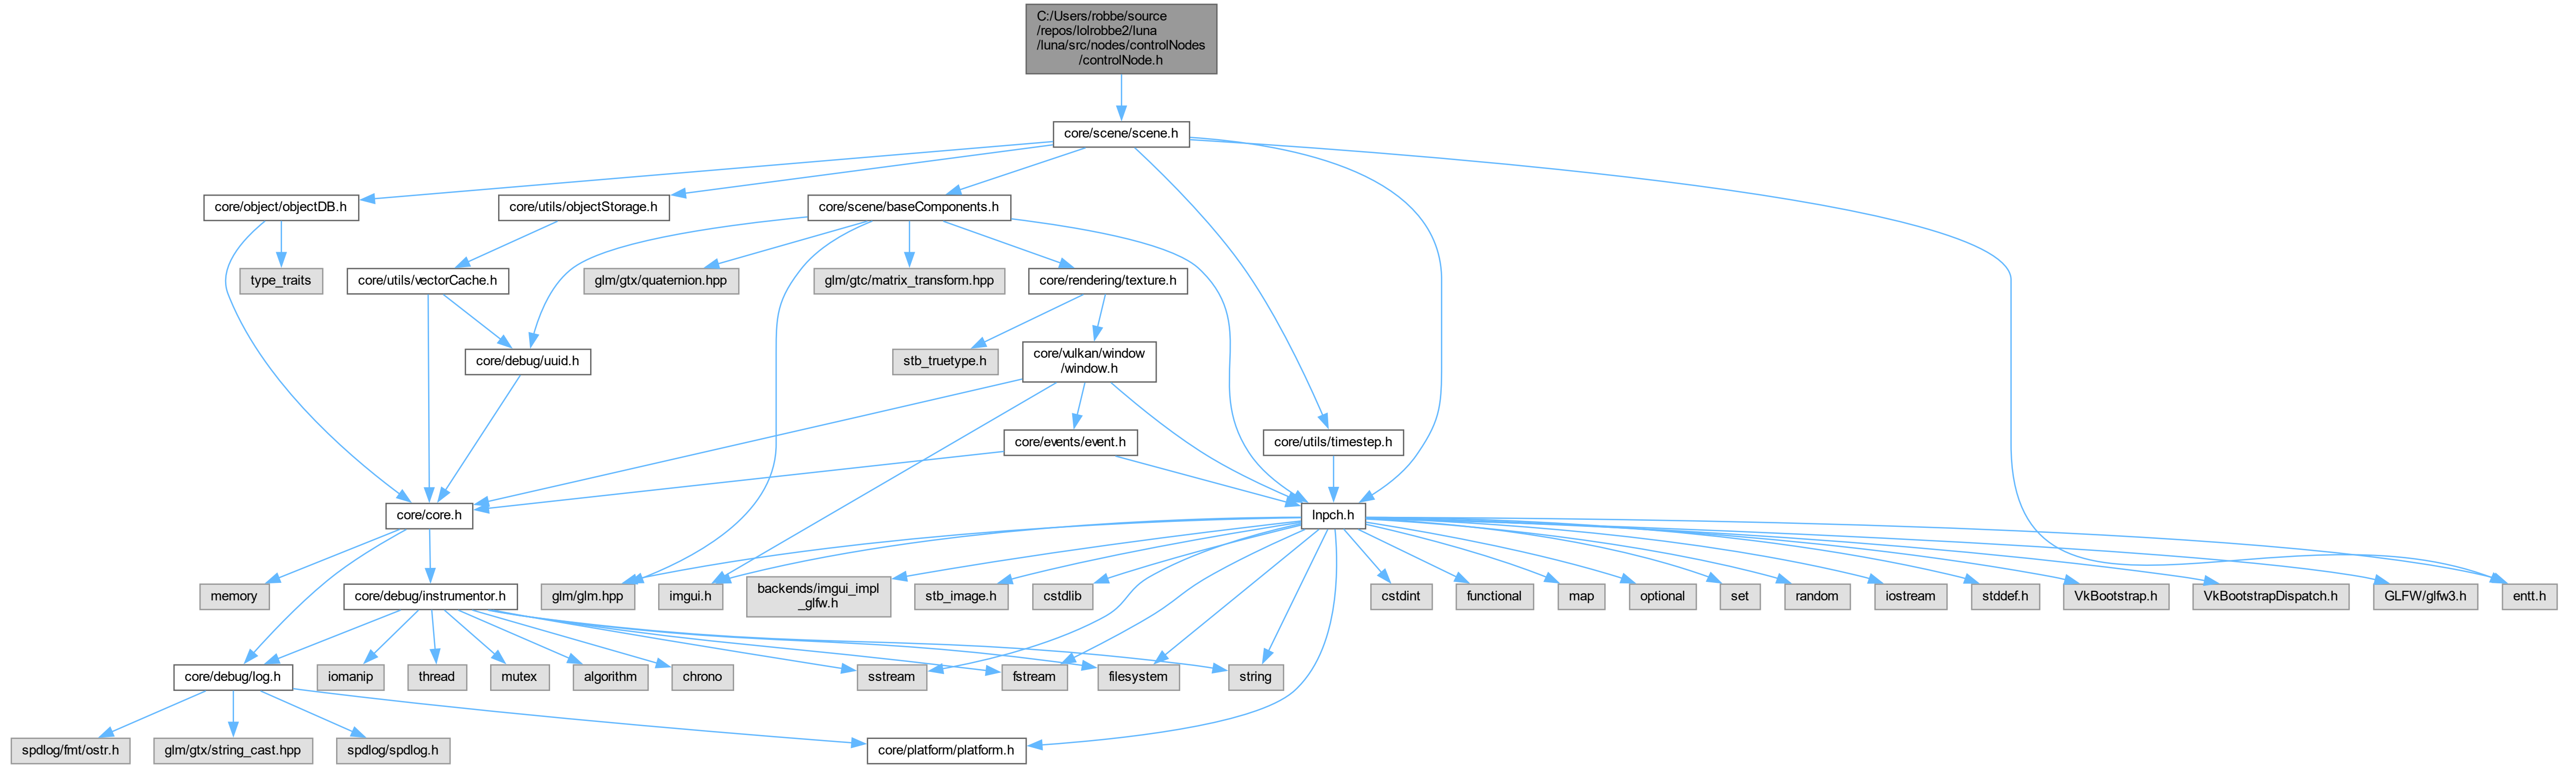 C:/Users/robbe/source
/repos/lolrobbe2/luna
/luna/src/nodes/controlNodes
/controlNode.h
core/scene/scene.h
core/object/objectDB.h
core/utils/objectStorage.h
core/scene/baseComponents.h
type_traits
core/utils/vectorCache.h
glm/gtx/quaternion.hpp
glm/gtc/matrix_transform.hpp
core/rendering/texture.h
core/debug/uuid.h
stb_truetype.h
core/vulkan/window
/window.h
core/events/event.h
core/utils/timestep.h
core/core.h
lnpch.h
memory
core/debug/instrumentor.h
glm/glm.hpp
imgui.h
backends/imgui_impl
_glfw.h
stb_image.h
cstdlib
cstdint
functional
map
optional
set
random
iostream
stddef.h
VkBootstrap.h
VkBootstrapDispatch.h
GLFW/glfw3.h
entt.h
core/debug/log.h
iomanip
thread
mutex
algorithm
chrono
sstream
fstream
filesystem
string
spdlog/fmt/ostr.h
glm/gtx/string_cast.hpp
spdlog/spdlog.h
core/platform/platform.h